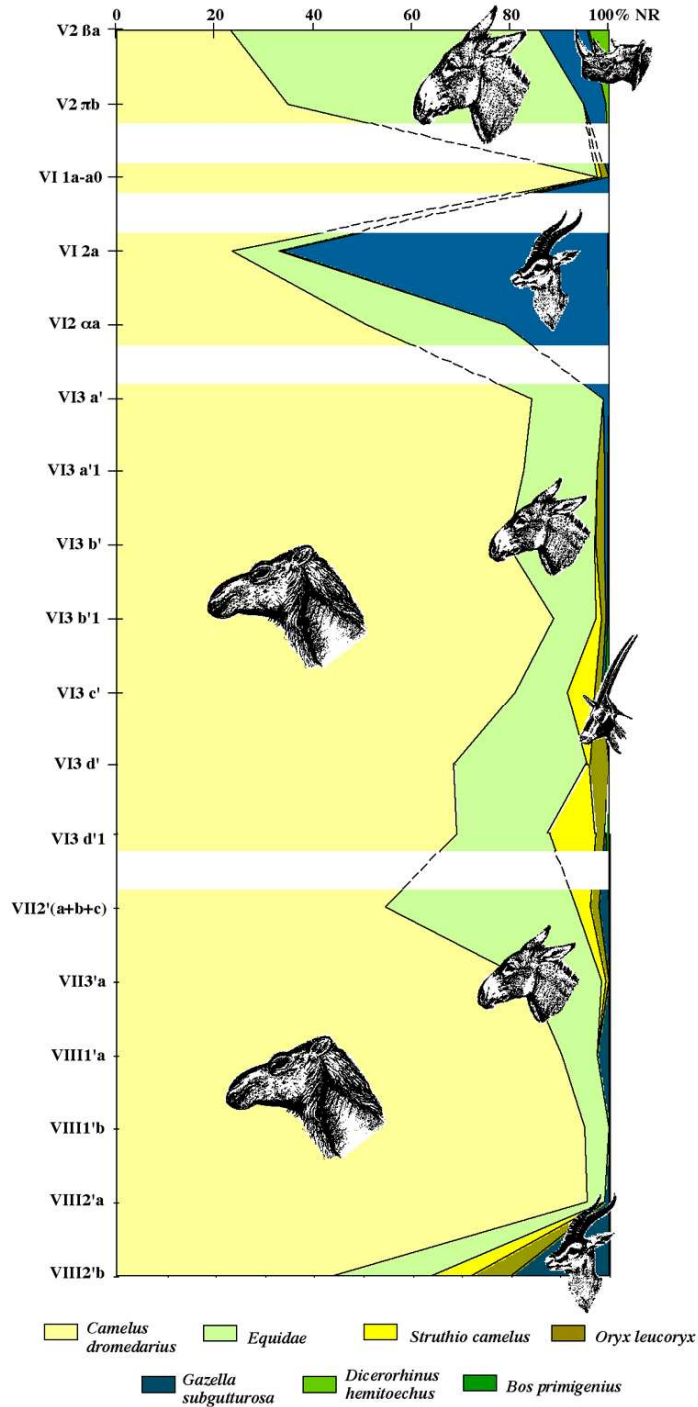 0 20 40 60 80 100% NR
V2 ßa
V2 πb
VI 1a-a0
VI 2a
VI2 αa
VI3 a'
VI3 a'1
VI3 b'
VI3 b'1
VI3 c'
VI3 d'
VI3 d'1
VII2'(a+b+c)
VII3'a
VIII1'a
VIII1'b
VIII2'a
VIII2'b
Camelus dromedarius
Equidae
Struthio camelus
Oryx leucoryx
Gazella subgutturosa
Dicerorhinus hemitoechus
Bos primigenius